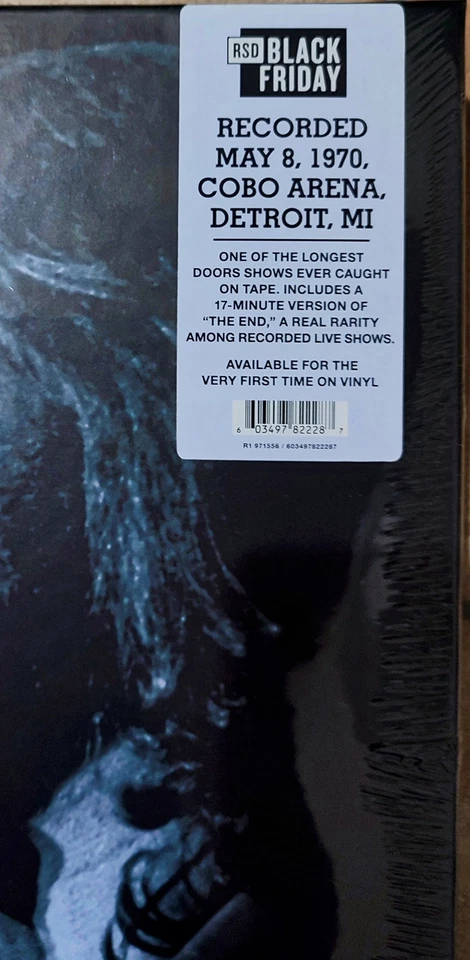 RSD BLACK
FRIDAY
RECORDED
MAY 8, 1970,
COBO ARENA,
DETROIT, MI
ONE OF THE LONGEST
DOORS SHOWS EVER CAUGHT
ON TAPE. INCLUDES A
17-MINUTE VERSION OF
“THE END,” A REAL RARITY
AMONG RECORDED LIVE SHOWS.
AVAILABLE FOR THE
VERY FIRST TIME ON VINYL
6 03497 82228 7
R1 971556 / 603497822287